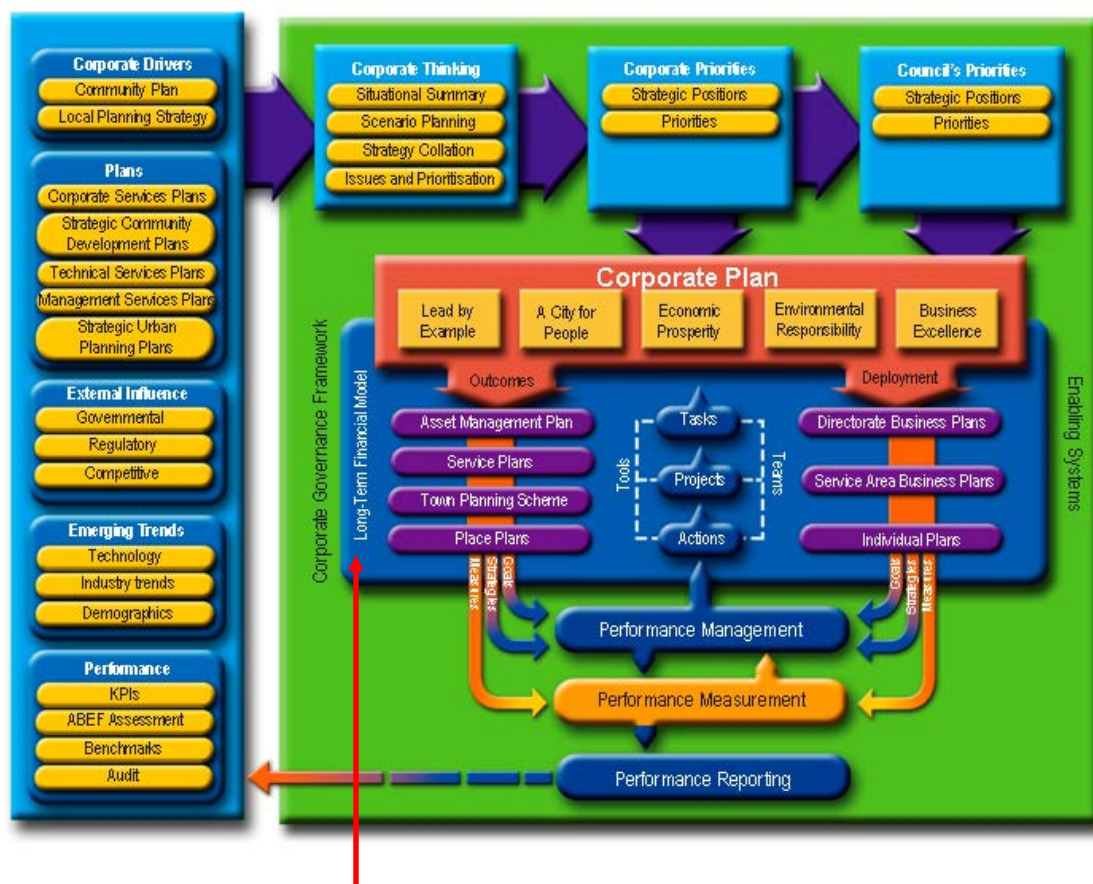 Corporate Drivers
Community Plan
Local Planning Strategy
Plans
Corporate Services Plans
Strategic Community
Development Plans
Technical Services Plans
Management Services Plans
Strategic Urban
Planning Plans
External Influence
Governmental
Regulatory
Competitive
Emerging Trends
Technology
Industry trends
Demographics
Performance
KPIs
ABEF Assessment
Benchmarks
Audit
Corporate Thinking
Situational Summary
Scenario Planning
Strategy Collation
Issues and Prioritisation
Corporate Priorities
Strategic Positions
Priorities
Council's Priorities
Strategic Positions
Priorities
Corporate Plan
Lead by
Example
A City for
People
Economic
Prosperity
Environmental
Responsibility
Business
Excellence
Corporate Governance Framework
Long-Term Financial Model
Outcomes
Asset Management Plan
Service Plans
Town Planning Scheme
Place Plans
Tools
Tasks
Projects
Actions
Teams
Deployment
Directorate Business Plans
Service Area Business Plans
Individual Plans
Enabling Systems
Measures
Strategies
Goals
Goals
Strategies
Measures
Performance Management
Performance Measurement
Performance Reporting